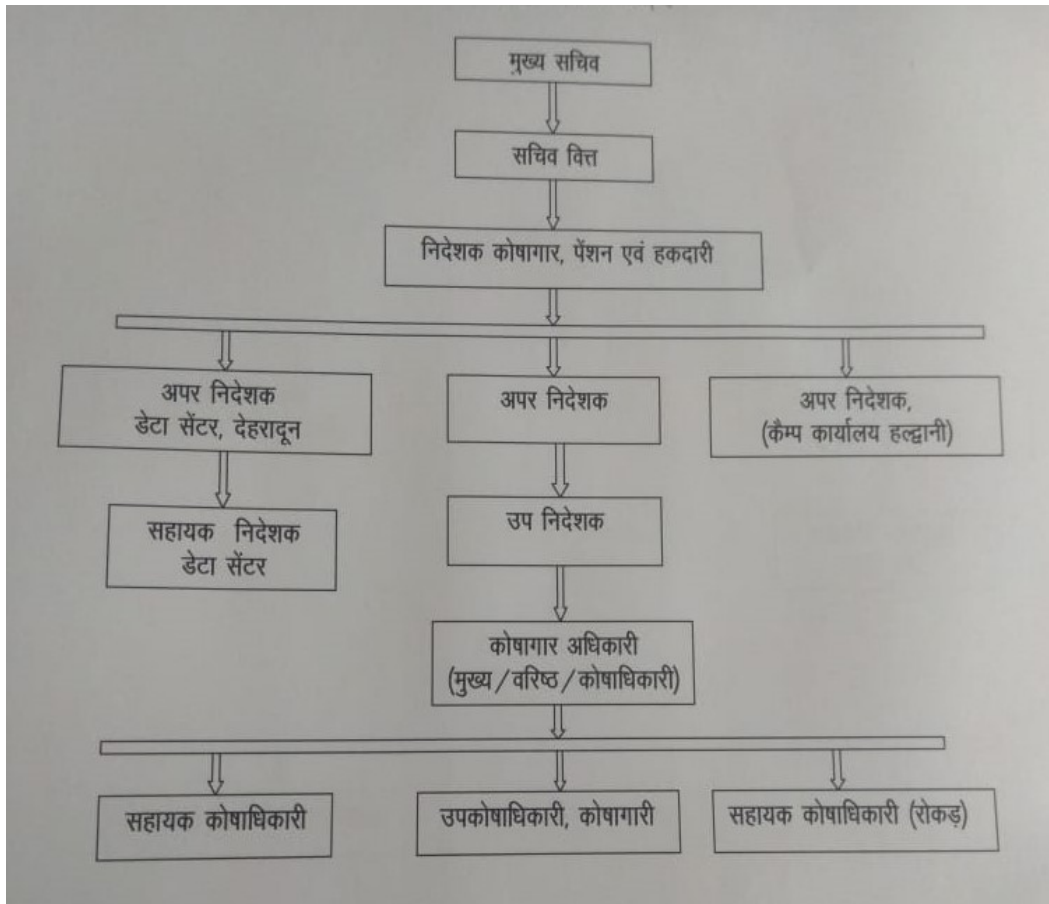 मुख्य सचिव
सचिव वित्त
निदेशक कोषागार, पेंशन एवं हकदारी
अपर निदेशक
डेटा सेंटर, देहरादून
अपर निदेशक
अपर निदेशक,
(कैम्प कार्यालय हल्द्वानी)
सहायक निदेशक
डेटा सेंटर
उप निदेशक
कोषागार अधिकारी
(मुख्य/वरिष्ठ/कोषाधिकारी)
सहायक कोषाधिकारी
उपकोषाधिकारी, कोषागारी
सहायक कोषाधिकारी (रोकड़)